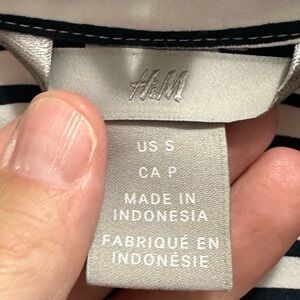 H&M
US S
CA P
MADE IN
INDONESIA
FABRIQUÉ EN
INDONÉSIE